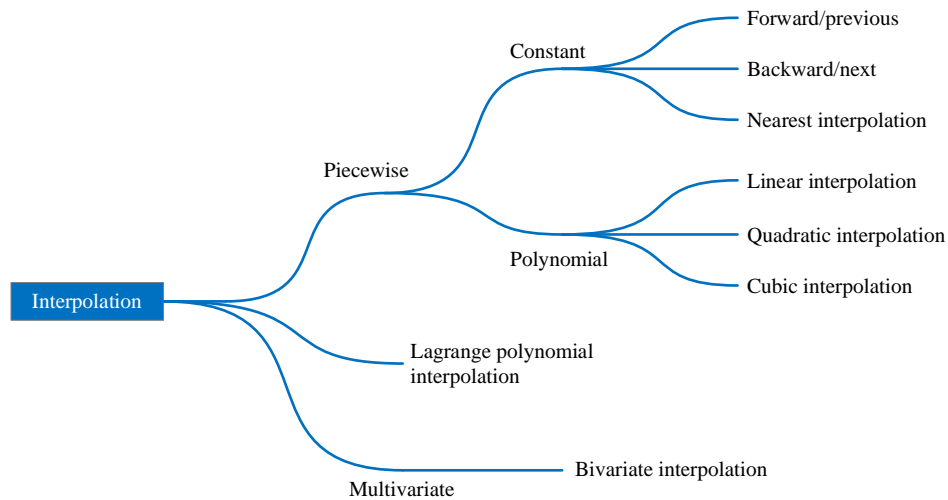 Forward/previous
Constant
Backward/next
Nearest interpolation
Piecewise
Linear interpolation
Quadratic interpolation
Polynomial
Cubic interpolation
Interpolation
Lagrange polynomial
interpolation
Bivariate interpolation
Multivariate